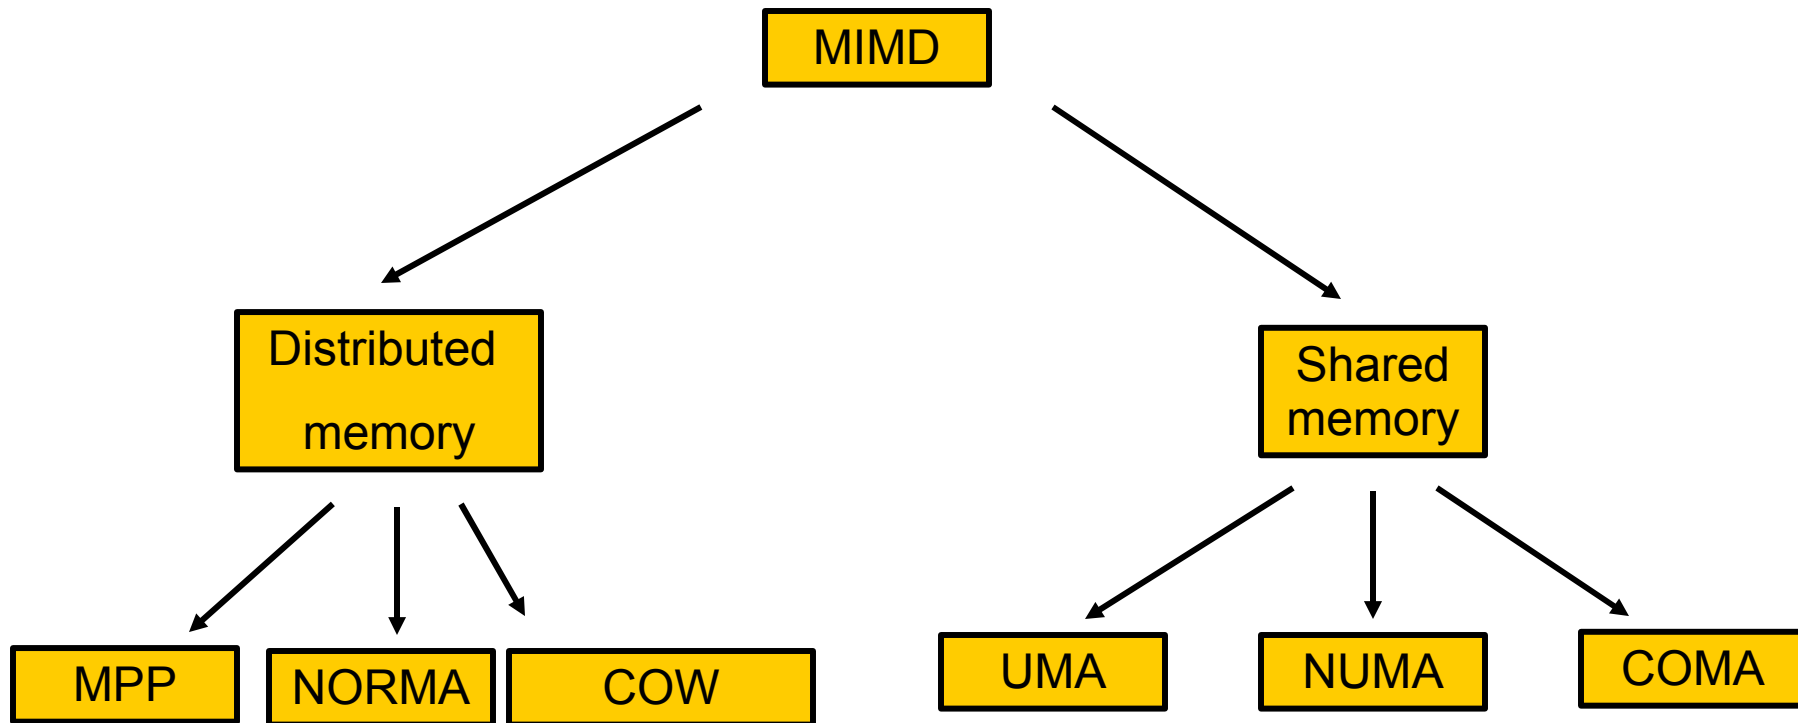 MIMD
Distributed
memory
Shared
memory
MPP
NORMA
COW
UMA
NUMA
COMA